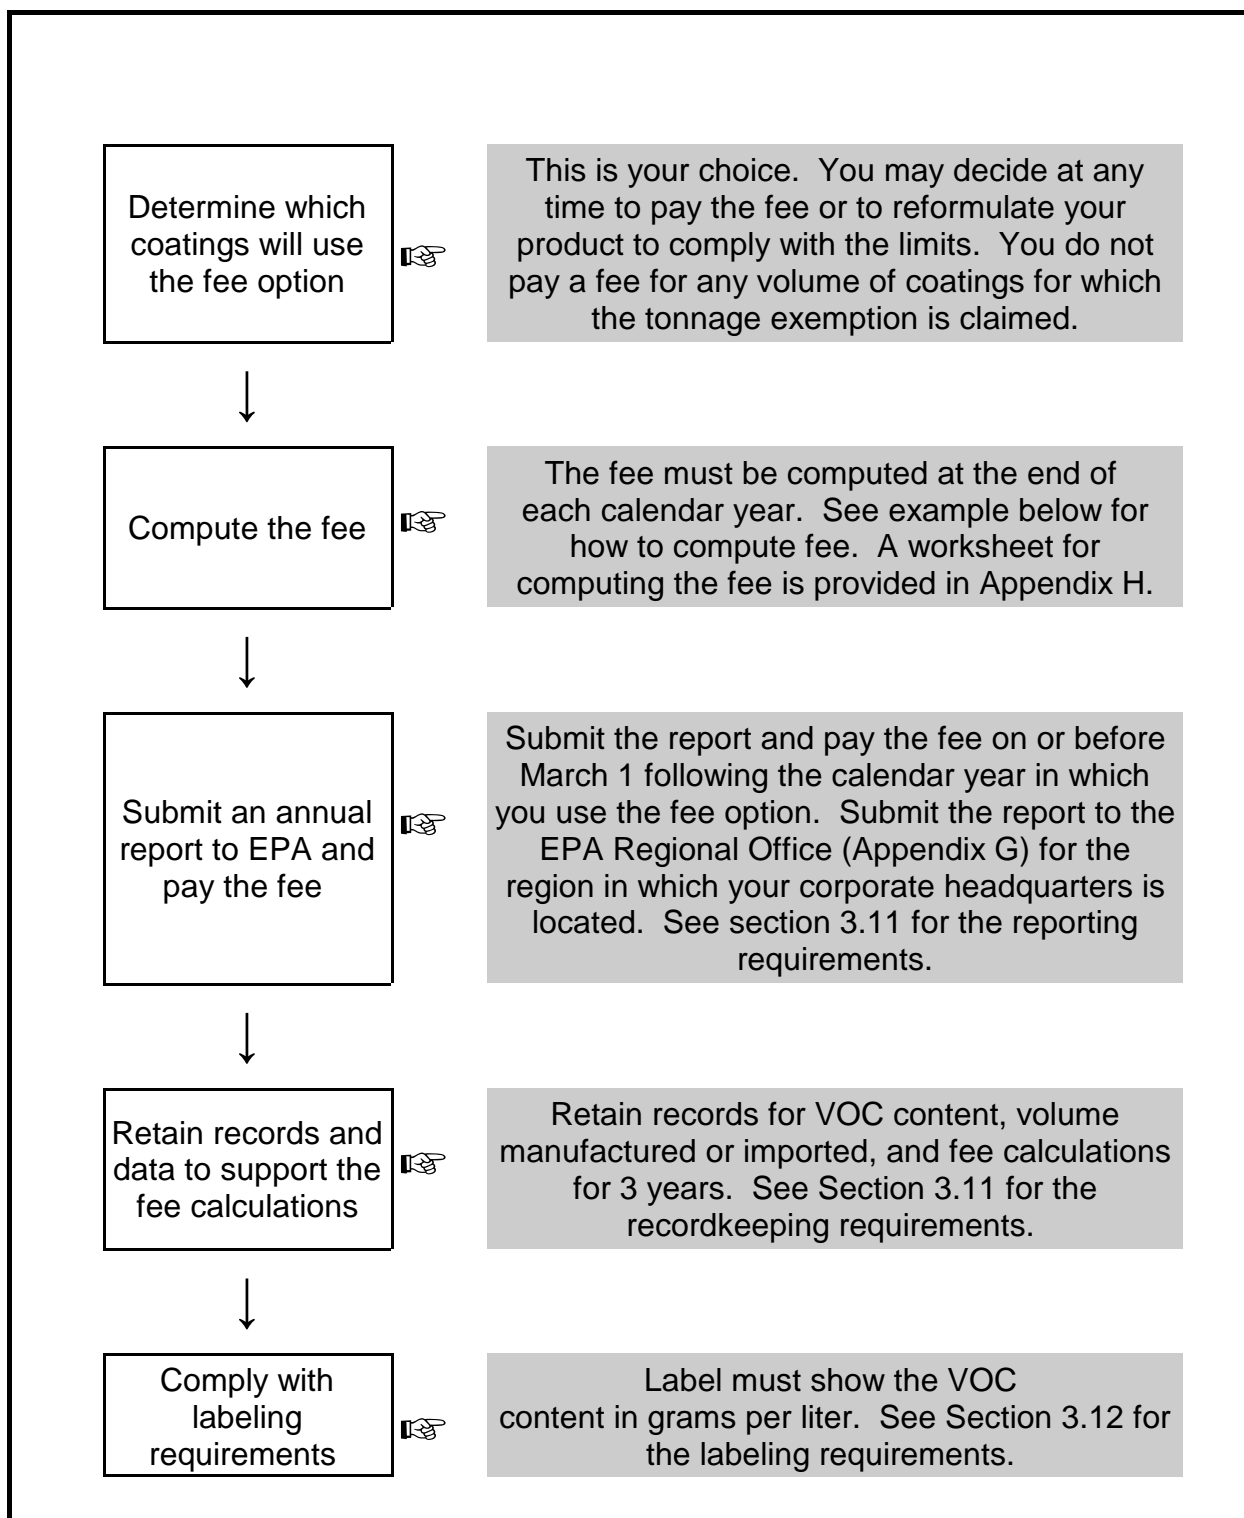 Determine which
coatings will use
the fee option
This is your choice. You may decide at any
time to pay the fee or to reformulate your
product to comply with the limits. You do not
pay a fee for any volume of coatings for which
the tonnage exemption is claimed.
Compute the fee
The fee must be computed at the end of
each calendar year. See example below for
how to compute fee. A worksheet for
computing the fee is provided in Appendix H.
Submit an annual
report to EPA and
pay the fee
Submit the report and pay the fee on or before
March 1 following the calendar year in which
you use the fee option. Submit the report to the
EPA Regional Office (Appendix G) for the
region in which your corporate headquarters is
located. See section 3.11 for the reporting
requirements.
Retain records and
data to support the
fee calculations
Retain records for VOC content, volume
manufactured or imported, and fee calculations
for 3 years. See Section 3.11 for the
recordkeeping requirements.
Comply with
labeling
requirements
Label must show the VOC
content in grams per liter. See Section 3.12 for
the labeling requirements.